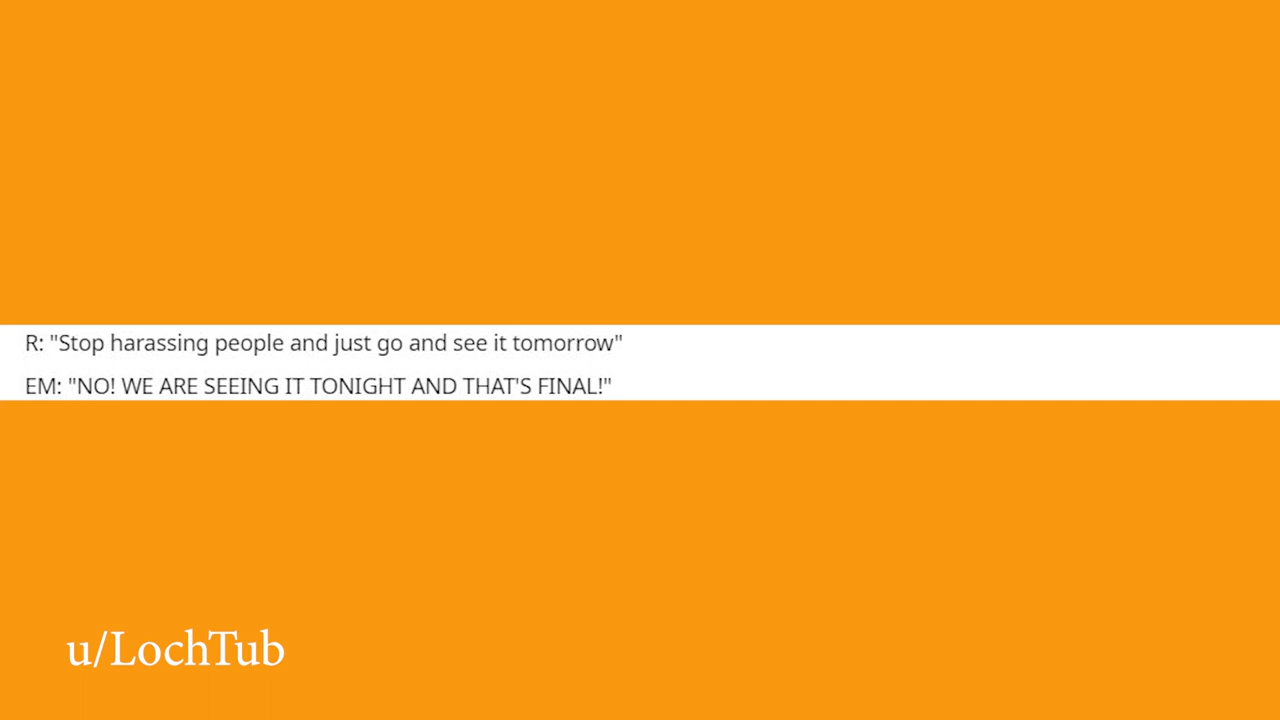 R: "Stop harassing people and just go and see it tomorrow"
EM: "NO! WE ARE SEEING IT TONIGHT AND THAT'S FINAL!"
u/LochTub